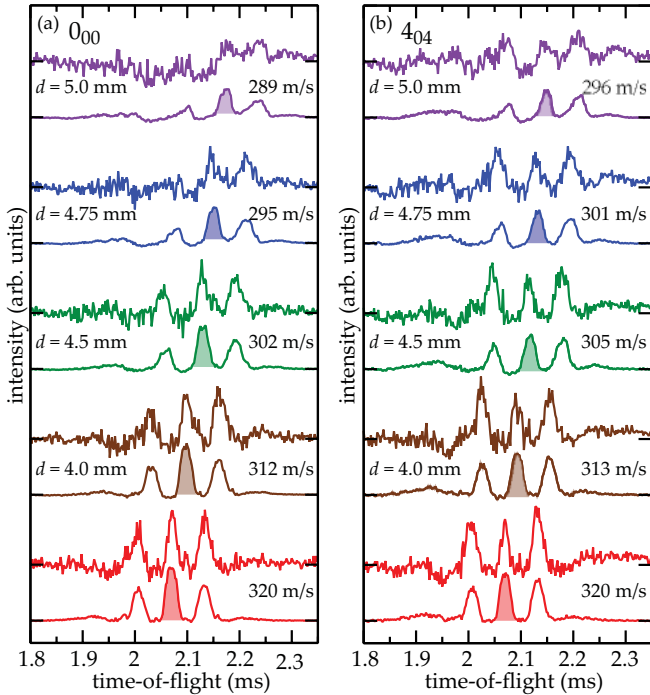 (a) 0₀₀
d = 5.0 mm 289 m/s
d = 4.75 mm 295 m/s
d = 4.5 mm 302 m/s
d = 4.0 mm 312 m/s
320 m/s
1.8 1.9 2 2.1 2.2 2.3
time-of-flight (ms)
intensity (arb. units)
(b) 4₀₄
d = 5.0 mm 296 m/s
d = 4.75 mm 301 m/s
d = 4.5 mm 305 m/s
d = 4.0 mm 313 m/s
320 m/s
1.8 1.9 2 2.1 2.2 2.3
time-of-flight (ms)
intensity (arb. units)